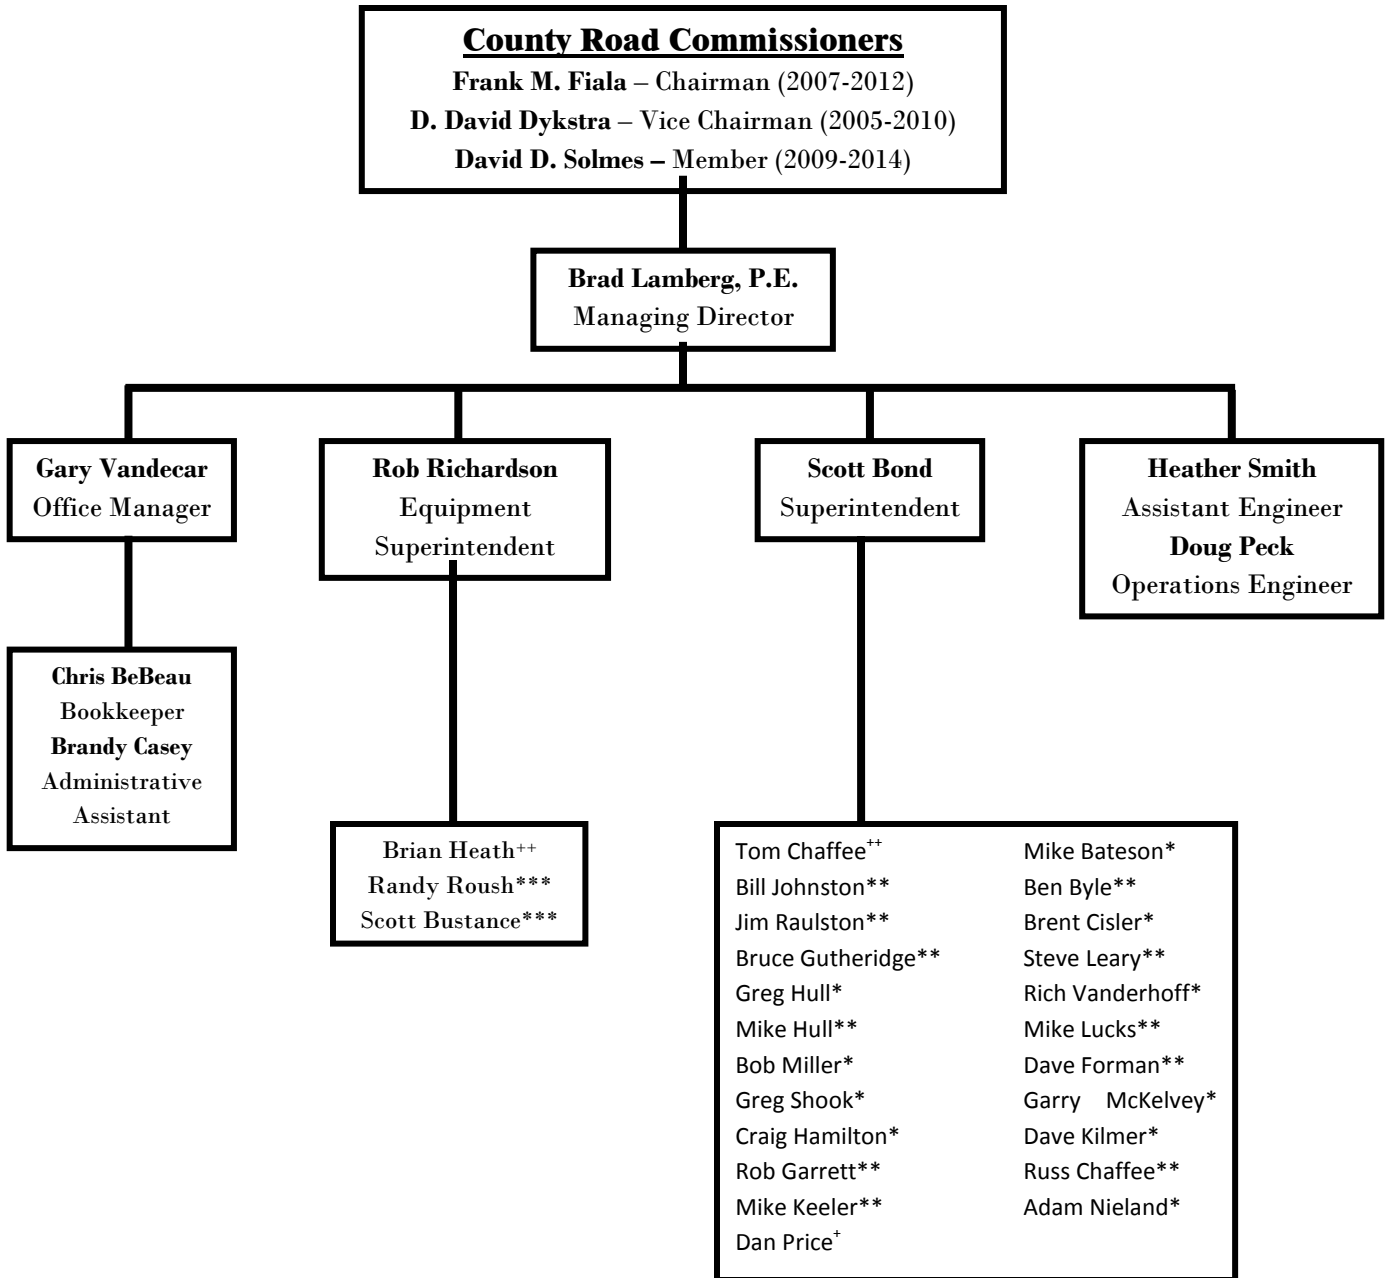 County Road Commissioners
Frank M. Fiala – Chairman (2007-2012)
D. David Dykstra – Vice Chairman (2005-2010)
David D. Solmes – Member (2009-2014)
Brad Lamberg, P.E.
Managing Director
Gary Vandecar
Office Manager
Rob Richardson
Equipment
Superintendent
Scott Bond
Superintendent
Heather Smith
Assistant Engineer
Doug Peck
Operations Engineer
Chris BeBeau
Bookkeeper
Brandy Casey
Administrative
Assistant
Brian Heath++
Randy Roush***
Scott Bustance***
Tom Chaffee++
Bill Johnston**
Jim Raulston**
Bruce Gutheridge**
Greg Hull*
Mike Hull**
Bob Miller*
Greg Shook*
Craig Hamilton*
Rob Garrett**
Mike Keeler**
Dan Price+
Mike Bateson*
Ben Byle**
Brent Cisler*
Steve Leary**
Rich Vanderhoff*
Mike Lucks**
Dave Forman**
Garry McKelvey*
Dave Kilmer*
Russ Chaffee**
Adam Nieland*